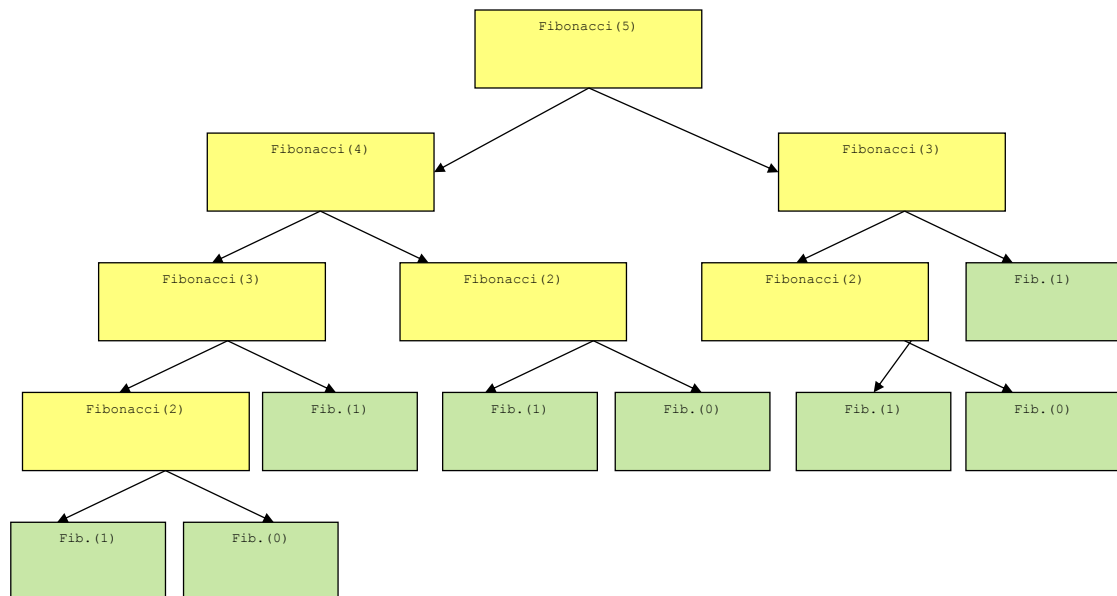 Fibonacci(5)
Fibonacci(4)
Fibonacci(3)
Fibonacci(3)
Fibonacci(2)
Fibonacci(2)
Fib.(1)
Fibonacci(2)
Fib.(1)
Fib.(1)
Fib.(0)
Fib.(1)
Fib.(0)
Fib.(1)
Fib.(0)